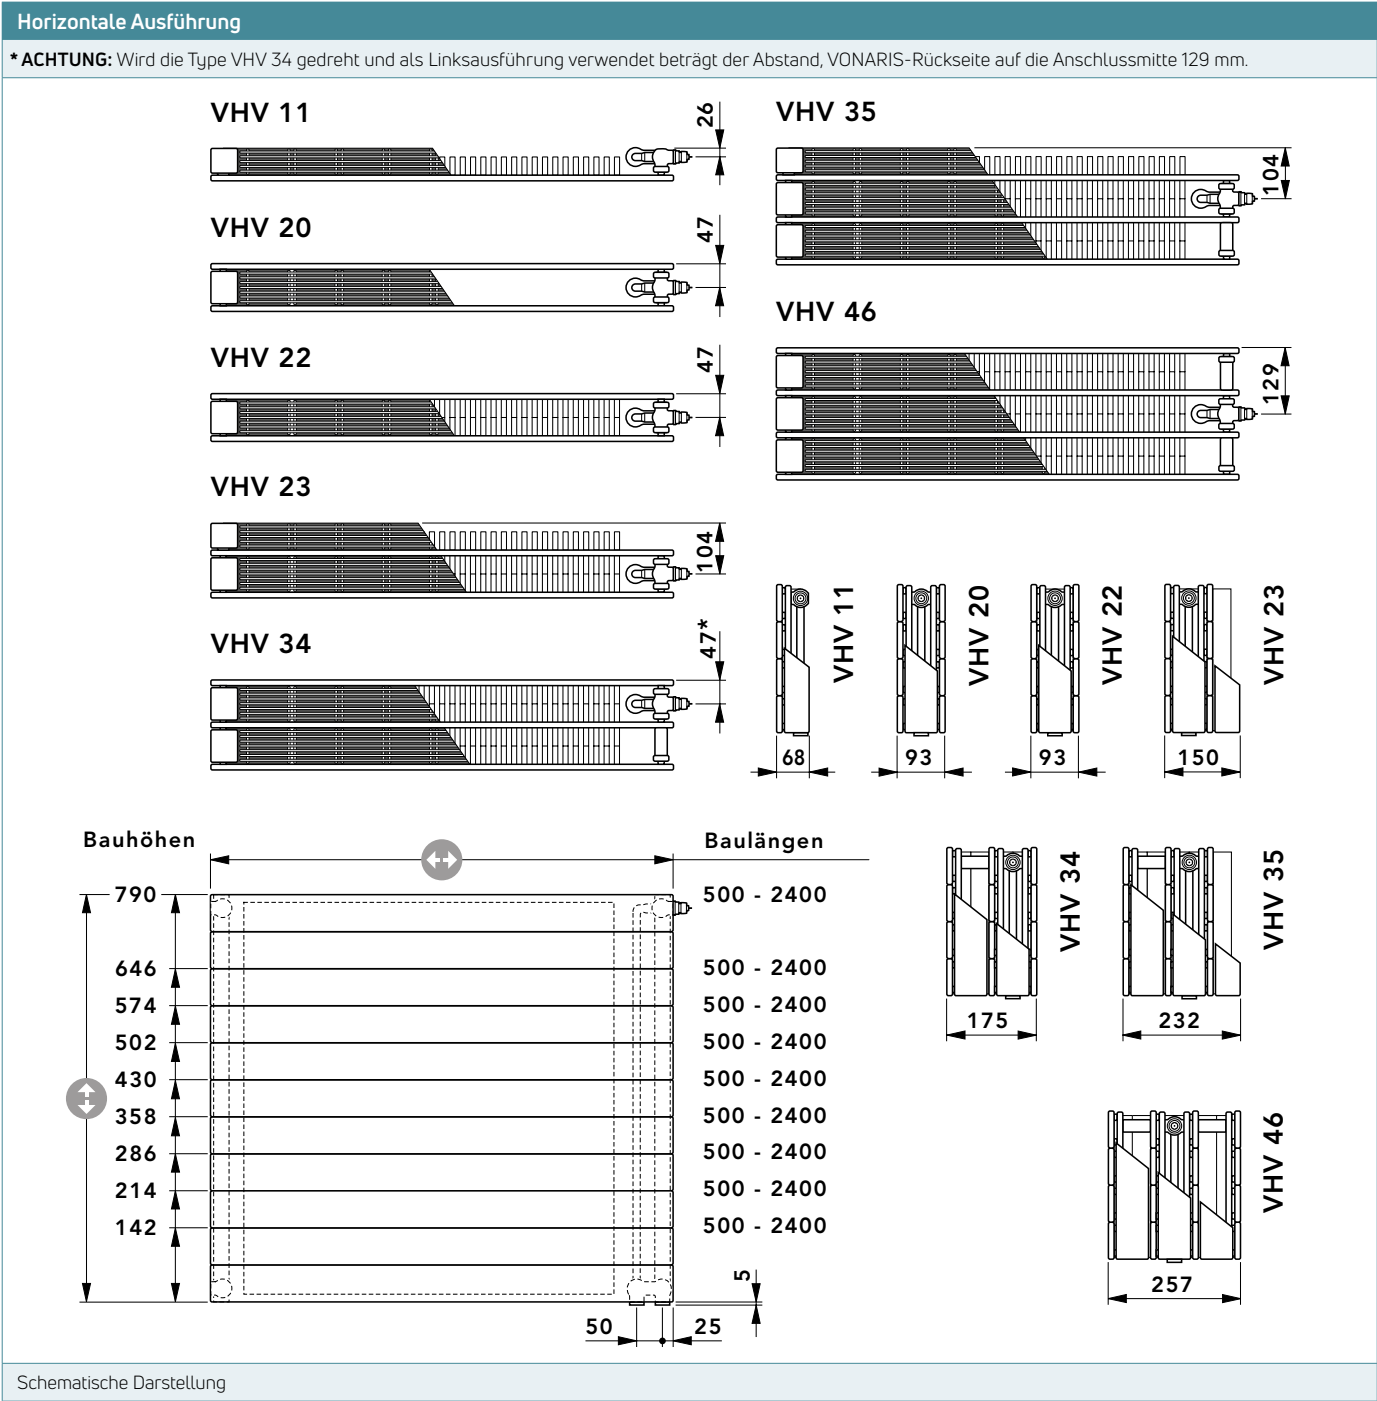 Horizontale Ausführung
* ACHTUNG: Wird die Type VHV 34 gedreht und als Linksausführung verwendet beträgt der Abstand, VONARIS-Rückseite auf die Anschlussmitte 129 mm.
VHV 11
26
VHV 20
47
VHV 22
47
VHV 23
104
VHV 34
47*
VHV 35
104
VHV 46
129
VHV 11
68
VHV 20
93
VHV 22
93
VHV 23
150
VHV 34
175
VHV 35
232
VHV 46
257
Bauhöhen
Baulängen
790
500 - 2400
646
500 - 2400
574
500 - 2400
502
500 - 2400
430
500 - 2400
358
500 - 2400
286
500 - 2400
214
500 - 2400
142
500 - 2400
5
50
25
Schematische Darstellung